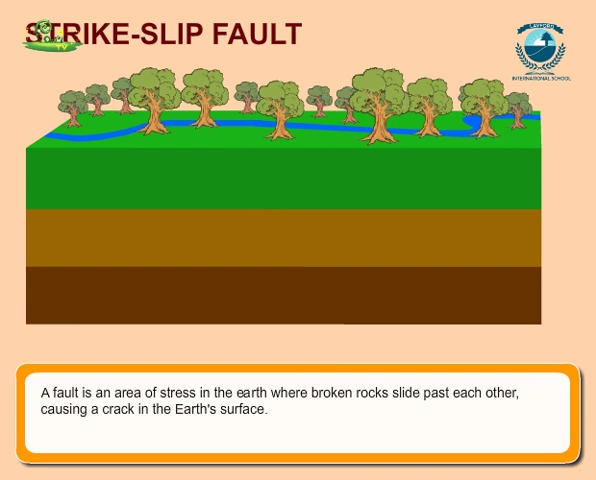 STRIKE-SLIP FAULT
INTERNATIONAL SCHOOL
A fault is an area of stress in the earth where broken rocks slide past each other,
causing a crack in the Earth's surface.